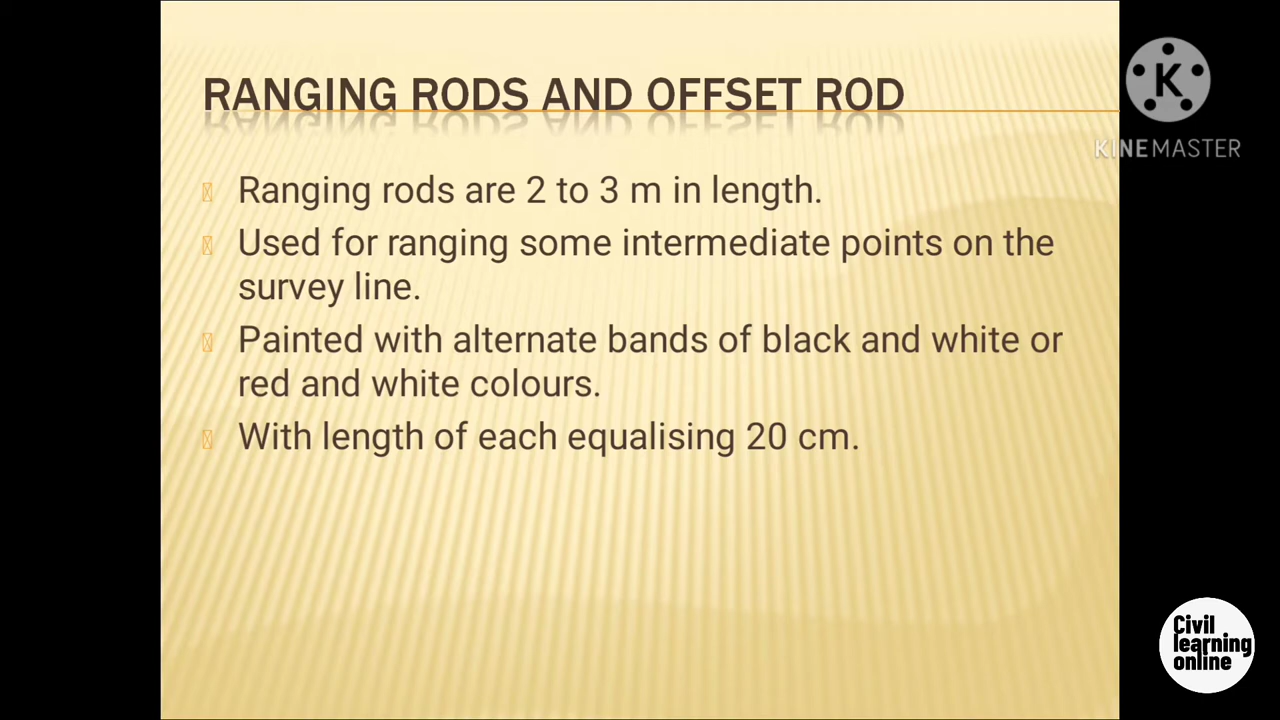 RANGING RODS AND OFFSET ROD
KINEMASTER
Ranging rods are 2 to 3 m in length.
Used for ranging some intermediate points on the
survey line.
Painted with alternate bands of black and white or
red and white colours.
With length of each equalising 20 cm.
Civil
learning
online